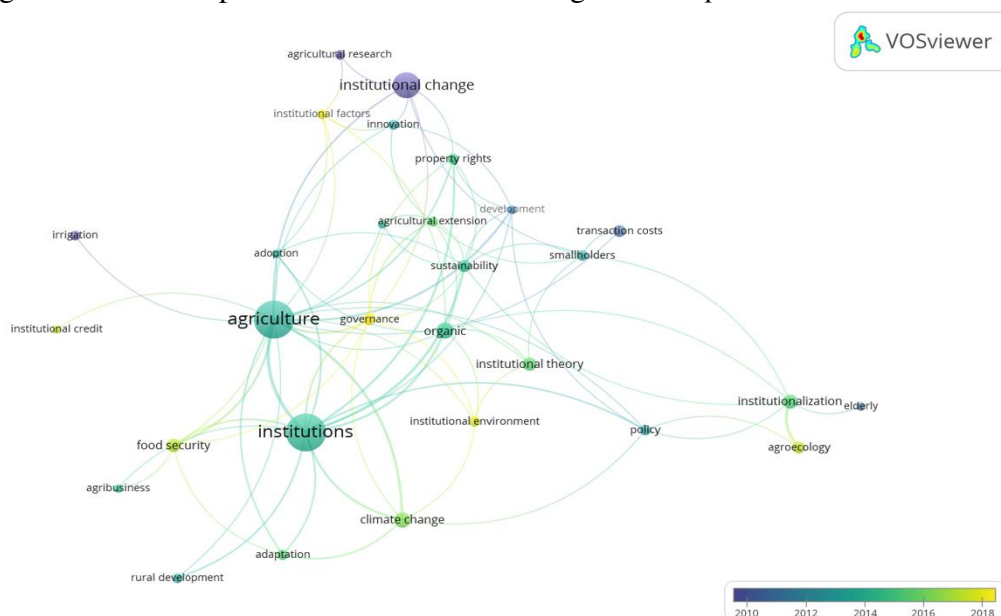 VOSviewer
agricultural research
institutional change
institutional factors
innovation
property rights
development
agricultural extension
transaction costs
irrigation
adoption
smallholders
sustainability
agriculture
governance
institutional credit
organic
institutional theory
institutionalization
elderly
institutional environment
institutions
policy
food security
agroecology
agribusiness
climate change
adaptation
rural development
2010 2012 2014 2016 2018